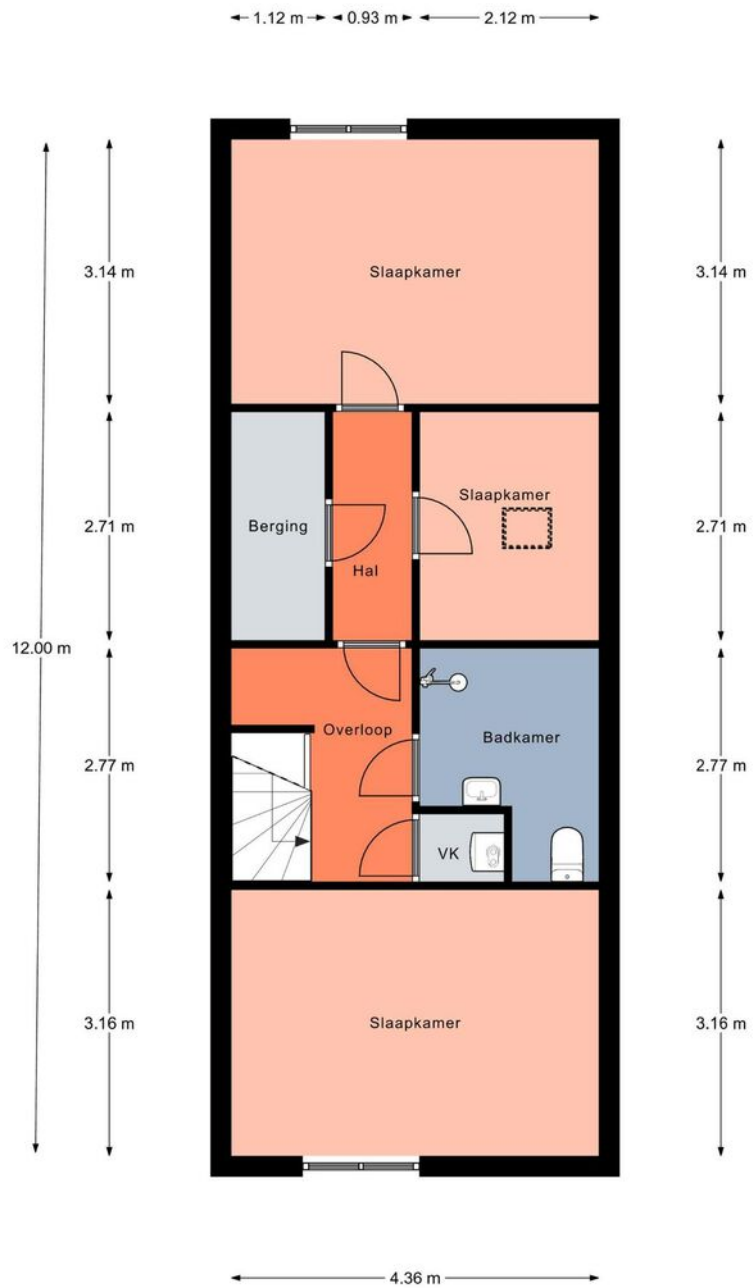 1.12 m 0.93 m 2.12 m
3.14 m Slaapkamer 3.14 m
Slaapkamer
2.71 m Berging 2.71 m
Hal
12.00 m
Overloop
2.77 m Badkamer 2.77 m
VK
3.16 m Slaapkamer 3.16 m
4.36 m